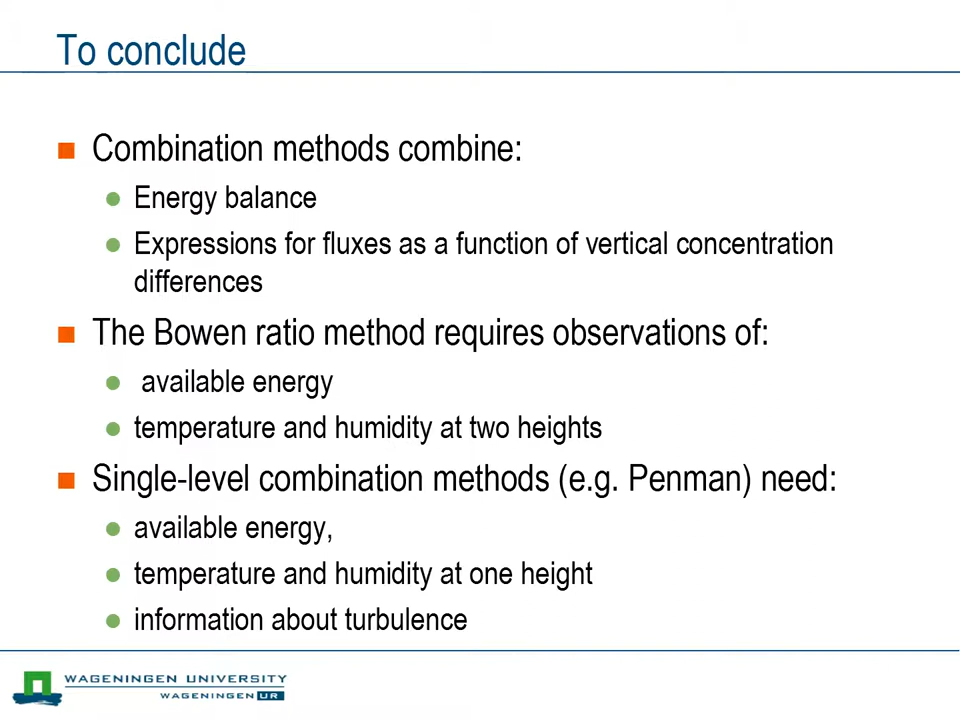 To conclude
Combination methods combine:
Energy balance
Expressions for fluxes as a function of vertical concentration
differences
The Bowen ratio method requires observations of:
available energy
temperature and humidity at two heights
Single-level combination methods (e.g. Penman) need:
available energy,
temperature and humidity at one height
information about turbulence
WAGENINGEN UNIVERSITY
WAGENINGEN UR